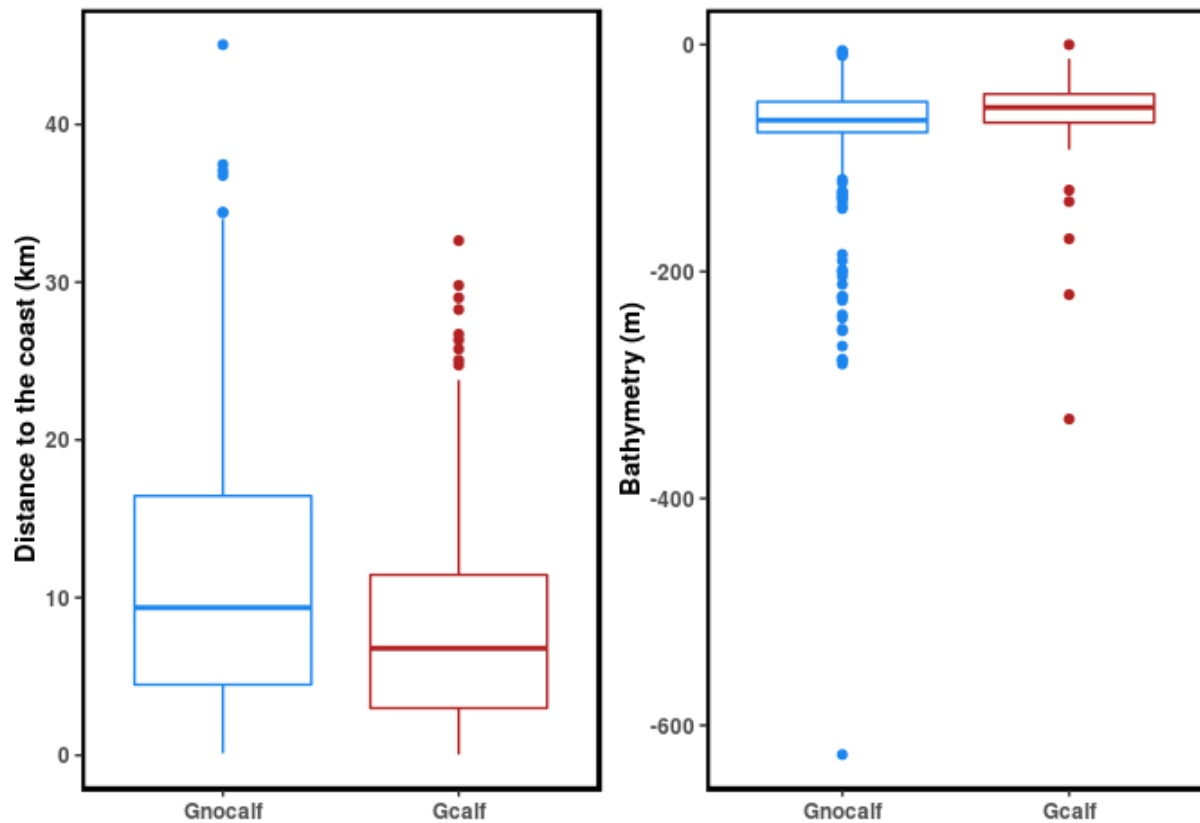 Distance to the coast (km)
40
30
20
10
0
Gnocalf Gcalf
Bathymetry (m)
0
-200
-400
-600
Gnocalf Gcalf